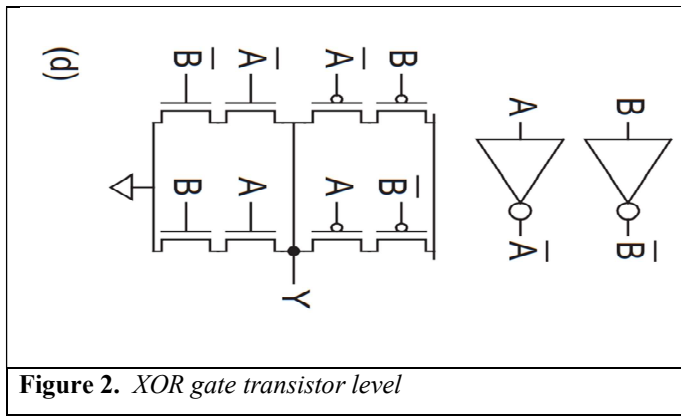 B B̅
A A̅
B B̅
A̅ A
Y
A̅ A
B̅ B
(d)
Figure 2. XOR gate transistor level